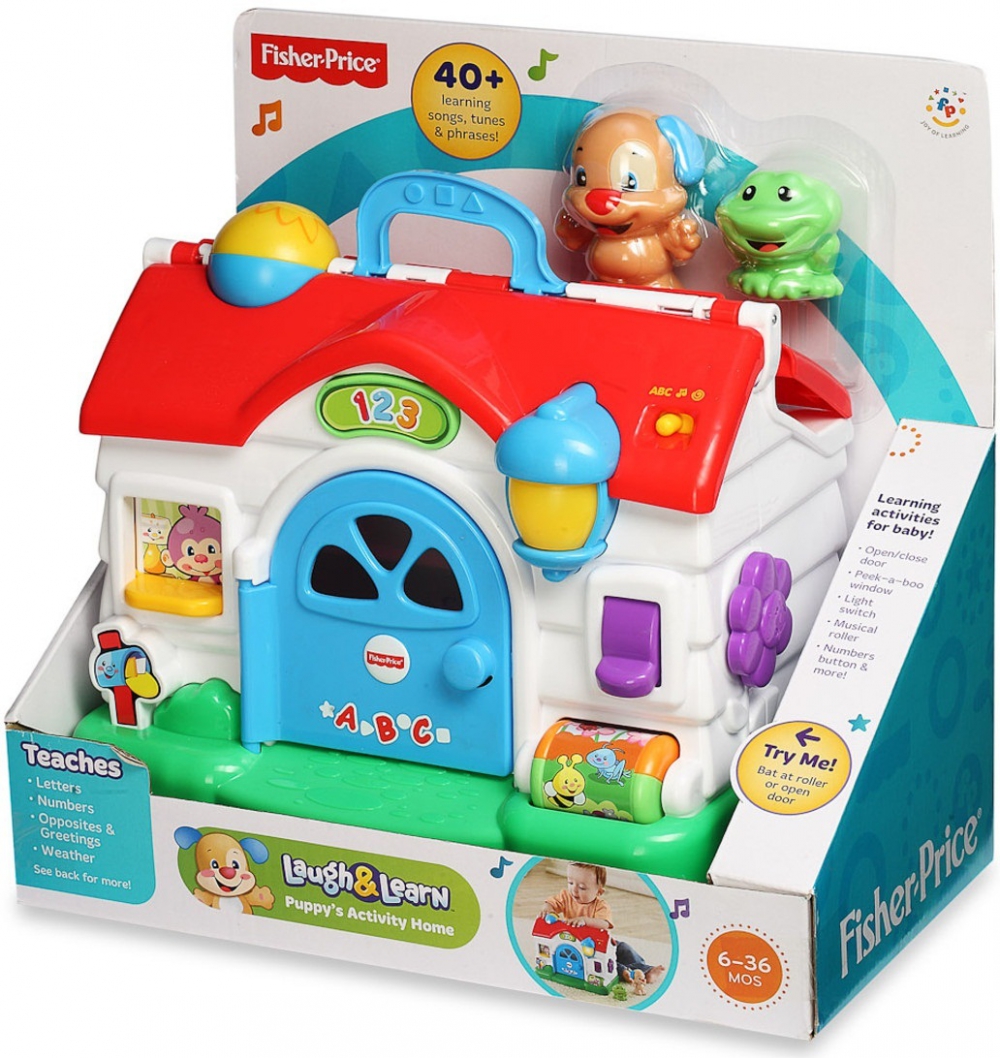 Fisher-Price®
40+
learning
songs, tunes
& phrases!
fp
JOY OF LEARNING
ABC
123
Learning
activities
for baby!
• Open/close
door
• Peek-a-boo
window
• Light
switch
• Musical
roller
• Numbers
button &
more!
Fisher-Price®
A B C
Try Me!
Bat at roller
or open
door
Teaches
• Letters
• Numbers
• Opposites &
Greetings
• Weather
See back for more!
Laugh&Learn™
Puppy's Activity Home
6-36
MOS
Fisher-Price®